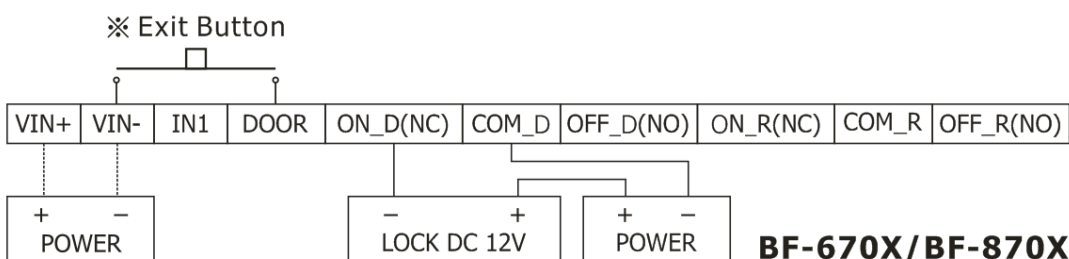 ※ Exit Button
VIN+ VIN- IN1 DOOR ON_D(NC) COM_D OFF_D(NO) ON_R(NC) COM_R OFF_R(NO)
+ − − + + −
POWER LOCK DC 12V POWER BF-670X/BF-870X